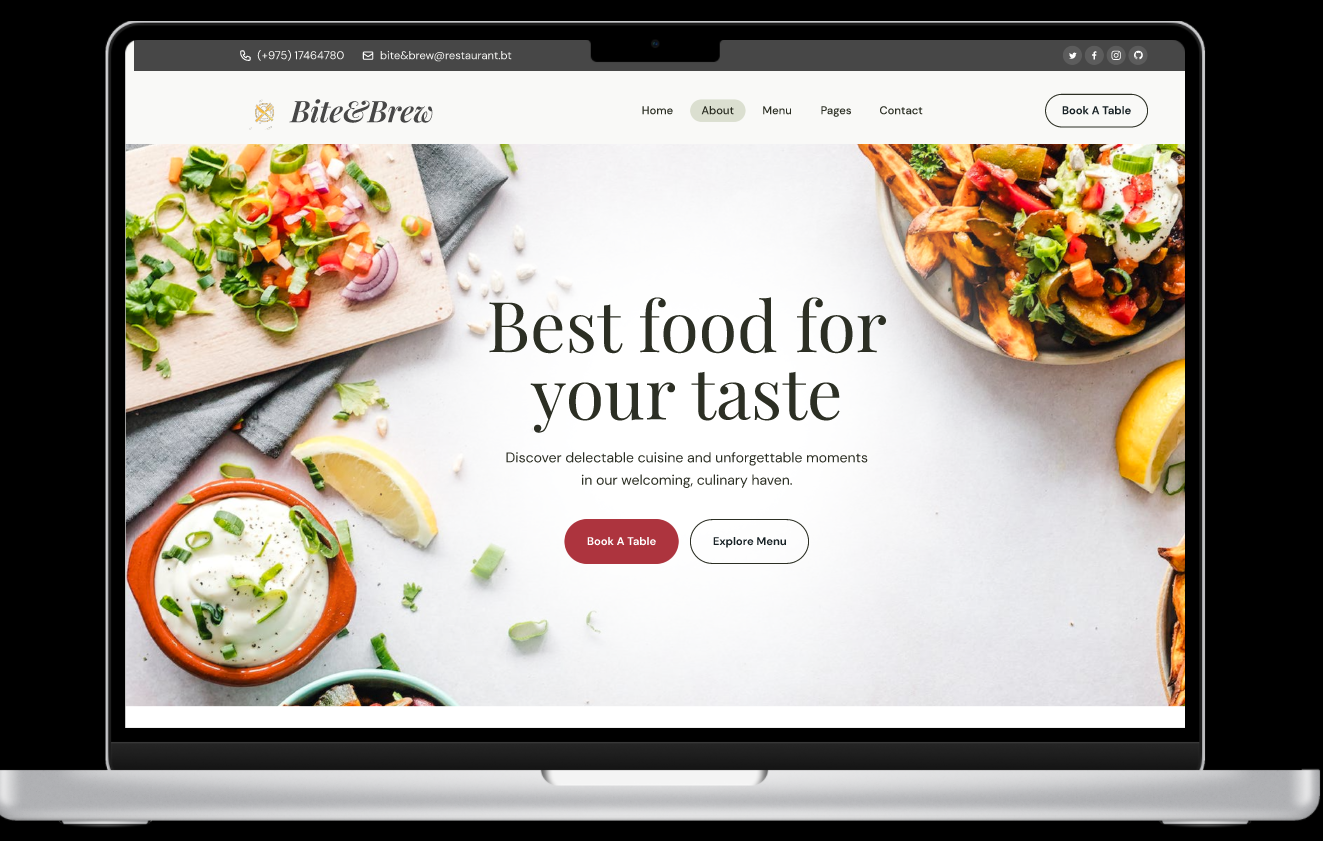 (+975) 17464780 bite&brew@restaurant.bt
Bite&Brew
Home About Menu Pages Contact
Book A Table
Best food for
your taste
Discover delectable cuisine and unforgettable moments
in our welcoming, culinary haven.
Book A Table Explore Menu